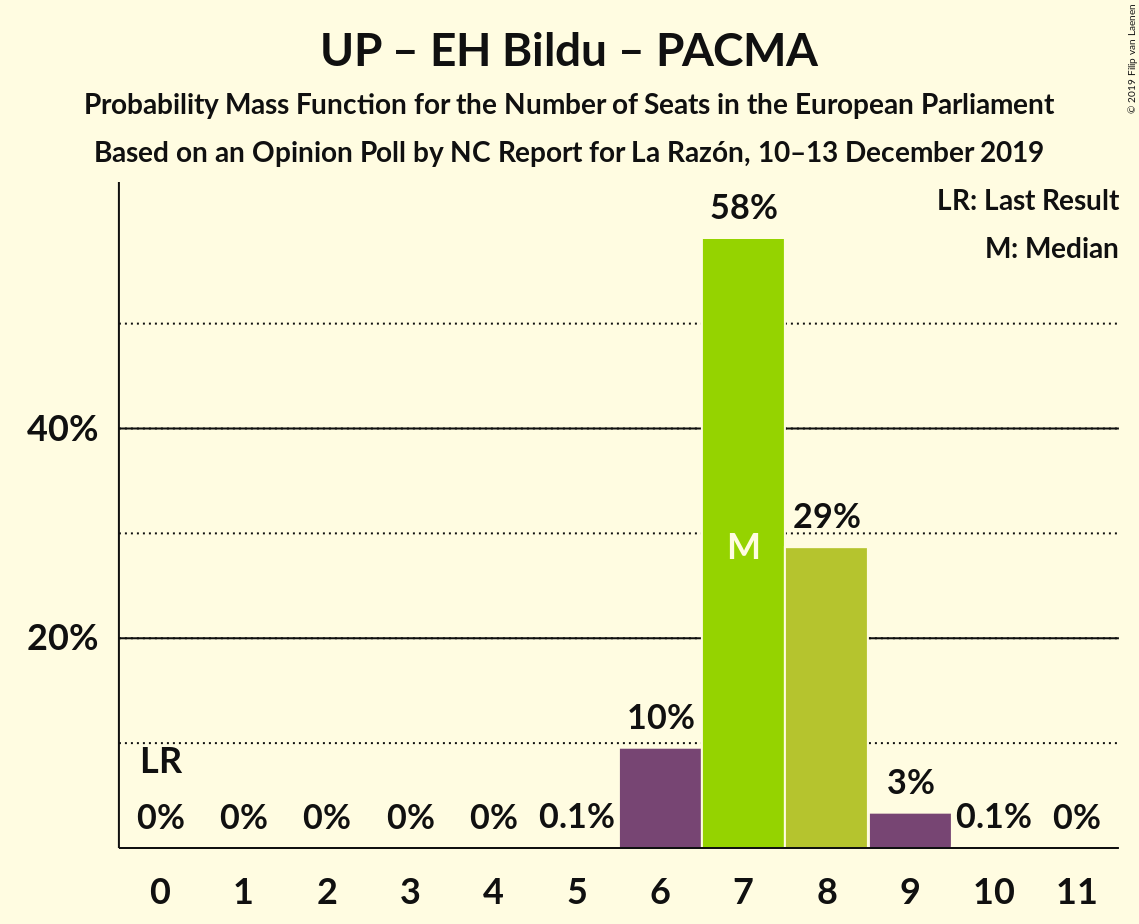 UP – EH Bildu – PACMA
Probability Mass Function for the Number of Seats in the European Parliament
Based on an Opinion Poll by NC Report for La Razón, 10–13 December 2019
© 2019 Filip van Laenen
LR: Last Result
M: Median
58%
40%
M
29%
20%
10%
LR
3%
0% 0% 0% 0% 0% 0.1% 0.1% 0%
0 1 2 3 4 5 6 7 8 9 10 11